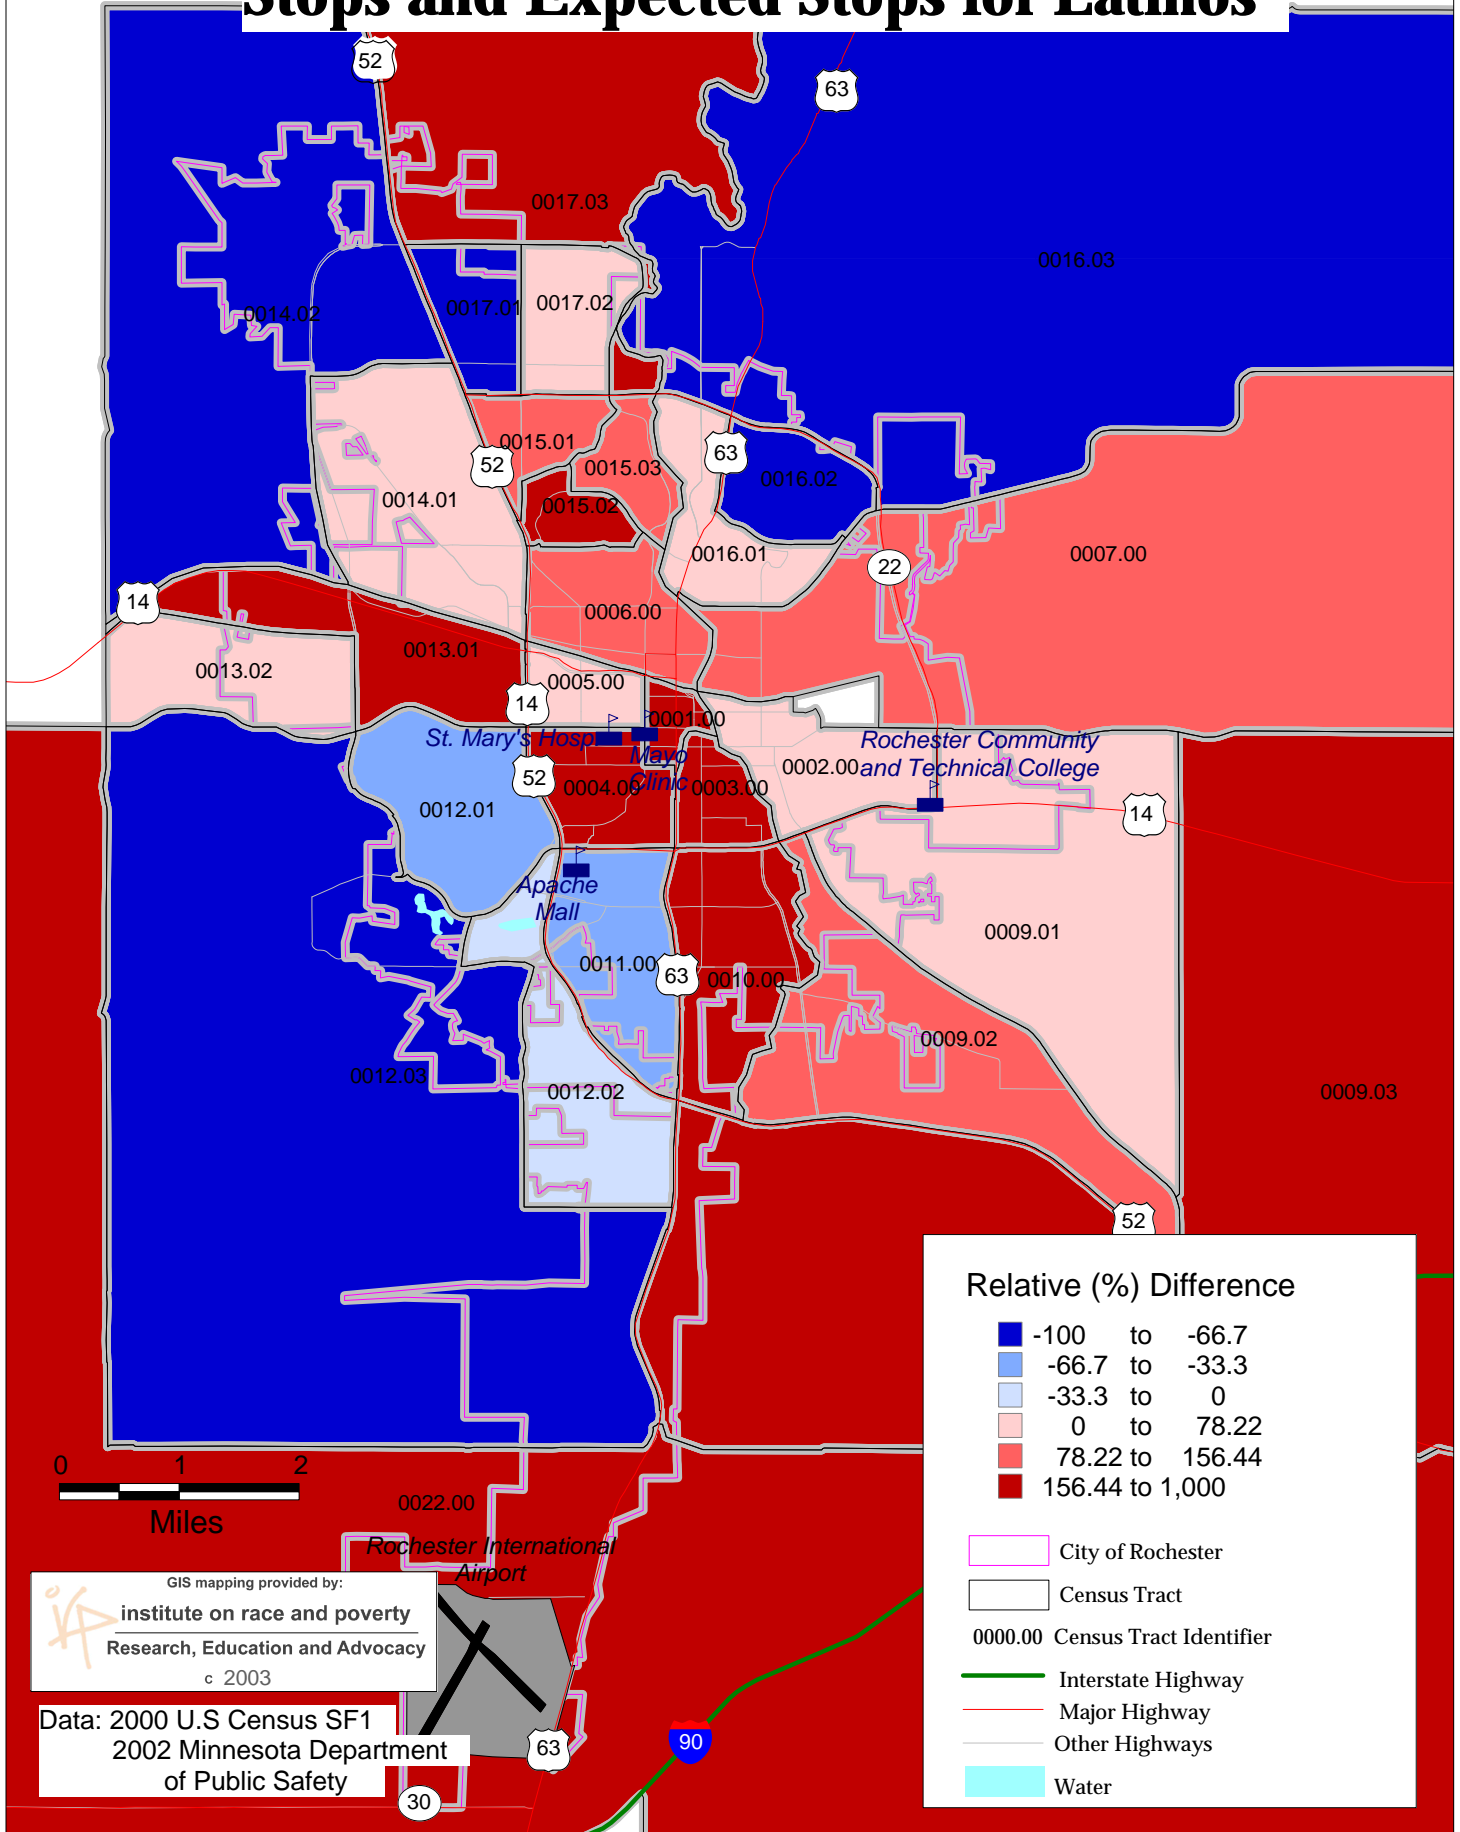 Stops and Expected Stops for Latinos
52
63
0017.03
0016.03
0014.02
0017.01
0017.02
0015.01
52
0015.03
63
0016.02
0014.01
0015.02
0016.01
0007.00
22
14
0006.00
0013.01
0013.02
0005.00
14
0001.00
St. Mary's Hosp
Mayo
Clinic
Rochester Community
and Technical College
0002.00
52
0004.00
0003.00
0012.01
14
Apache
Mall
0009.01
0011.00
63
0010.00
0009.02
0012.03
0012.02
0009.03
52
Relative (%) Difference
-100 to -66.7
-66.7 to -33.3
-33.3 to 0
0 to 78.22
78.22 to 156.44
156.44 to 1,000
City of Rochester
Census Tract
0000.00 Census Tract Identifier
Interstate Highway
Major Highway
Other Highways
Water
0 1 2
Miles
0022.00
Rochester International
Airport
GIS mapping provided by:
institute on race and poverty
Research, Education and Advocacy
c 2003
irp
Data: 2000 U.S Census SF1
2002 Minnesota Department
of Public Safety
63
90
30